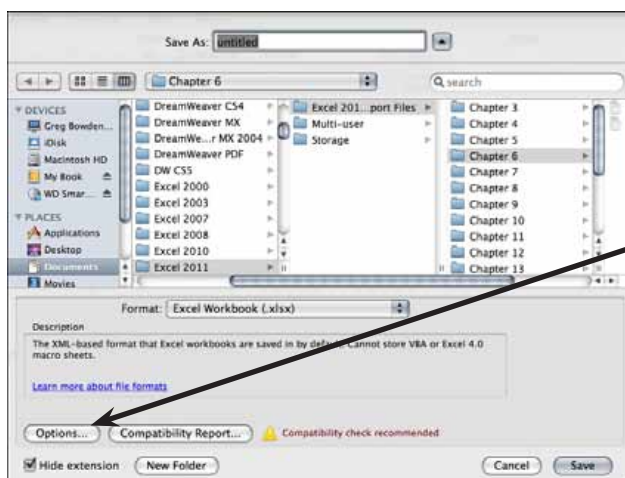 Save As: untitled
Chapter 6
search
DEVICES
Greg Bowden...
iDisk
Macintosh HD
My Book
WD Smar...
PLACES
Applications
Desktop
Documents
Movies
DreamWeaver CS4
DreamWeaver MX
DreamWe...r MX 2004
DreamWeaver PDF
DW CS5
Excel 2000
Excel 2003
Excel 2007
Excel 2008
Excel 2010
Excel 2011
Excel 201...port Files
Multi-user
Storage
Chapter 3
Chapter 4
Chapter 5
Chapter 6
Chapter 7
Chapter 8
Chapter 9
Chapter 10
Chapter 11
Chapter 12
Chapter 13
Format: Excel Workbook (.xlsx)
Description
The XML-based format that Excel workbooks are saved in by default. Cannot store VBA or Excel 4.0
macro sheets.
Learn more about file formats
Options... Compatibility Report... Compatibility check recommended
Hide extension New Folder Cancel Save